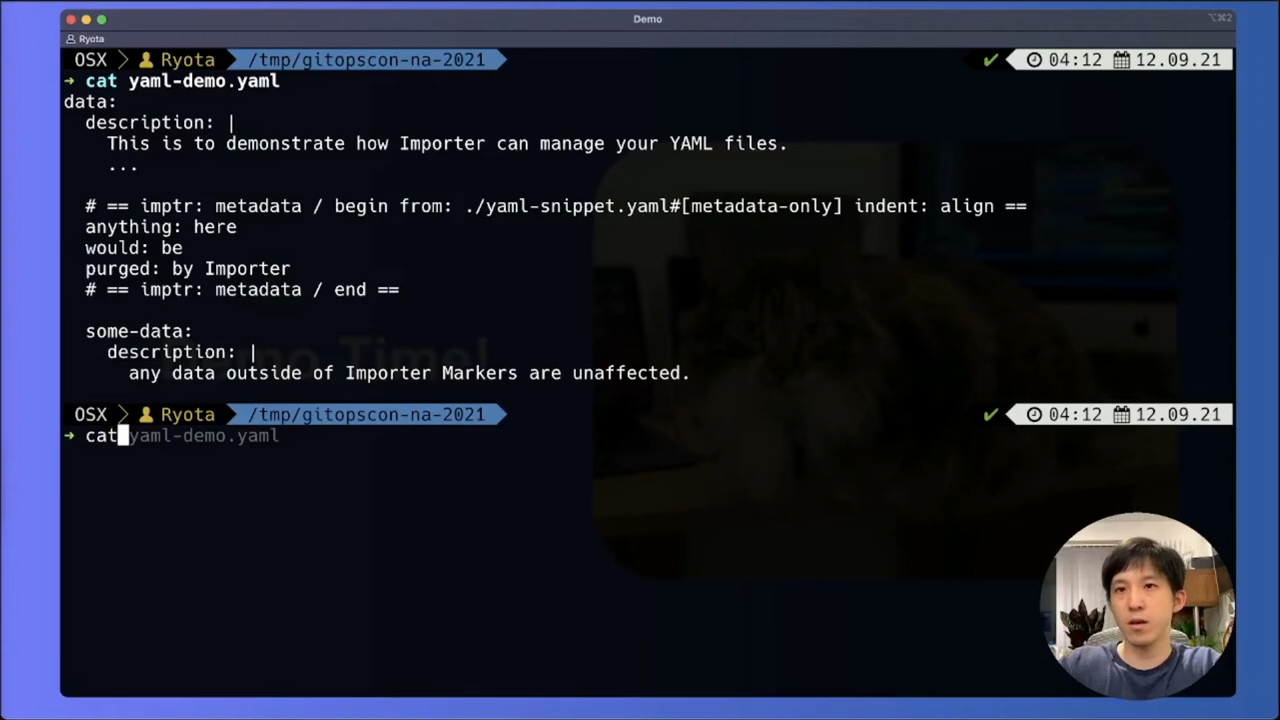 Demo
⌥⌘2
Ryota
OSX Ryota /tmp/gitopscon-na-2021 ✔ 04:12 12.09.21
→ cat yaml-demo.yaml
data:
  description: |
    This is to demonstrate how Importer can manage your YAML files.
    ...
  # == imptr: metadata / begin from: ./yaml-snippet.yaml#[metadata-only] indent: align ==
  anything: here
  would: be
  purged: by Importer
  # == imptr: metadata / end ==
  some-data:
    description: |
      any data outside of Importer Markers are unaffected.
OSX Ryota /tmp/gitopscon-na-2021 ✔ 04:12 12.09.21
→ cat yaml-demo.yaml